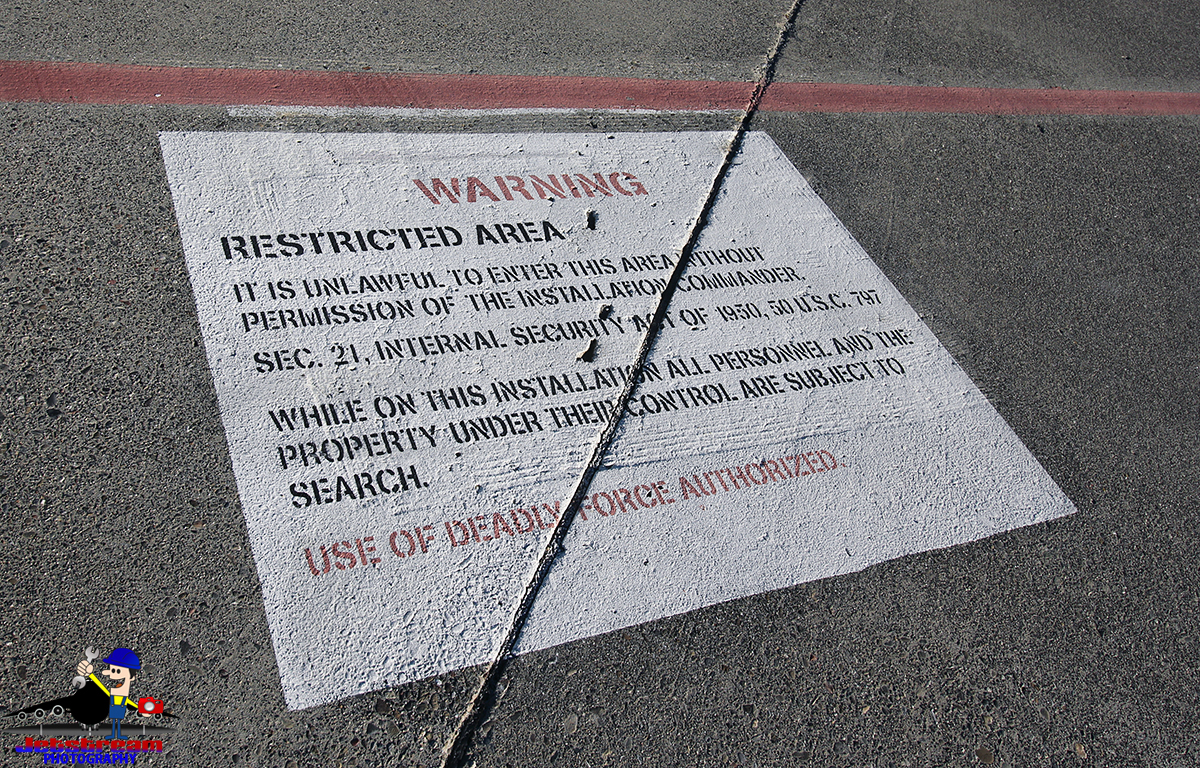 WARNING
RESTRICTED AREA
IT IS UNLAWFUL TO ENTER THIS AREA WITHOUT
PERMISSION OF THE INSTALLATION COMMANDER.
SEC. 21, INTERNAL SECURITY ACT OF 1950, 50 U.S.C. 797
WHILE ON THIS INSTALLATION ALL PERSONNEL AND THE
PROPERTY UNDER THEIR CONTROL ARE SUBJECT TO
SEARCH.
USE OF DEADLY FORCE AUTHORIZED.
PHOTOGRAPHY